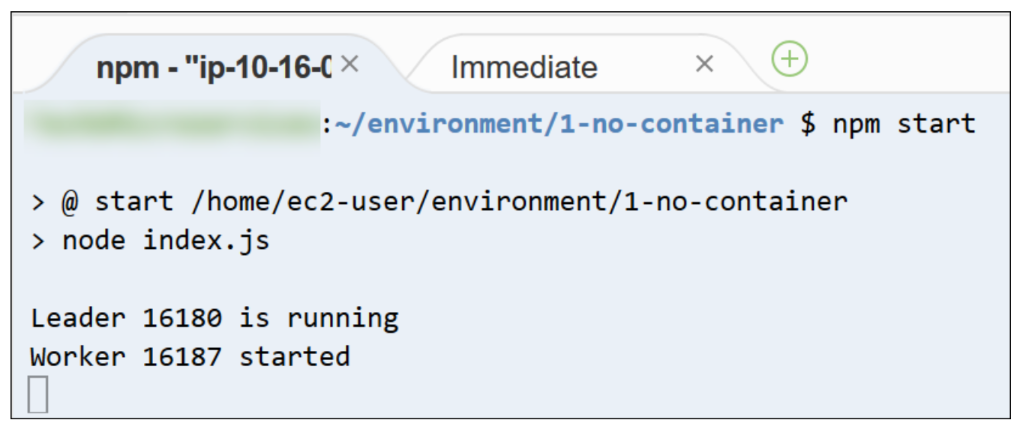 npm - "ip-10-16-0 × Immediate ×
:~/environment/1-no-container $ npm start
> @ start /home/ec2-user/environment/1-no-container
> node index.js
Leader 16180 is running
Worker 16187 started